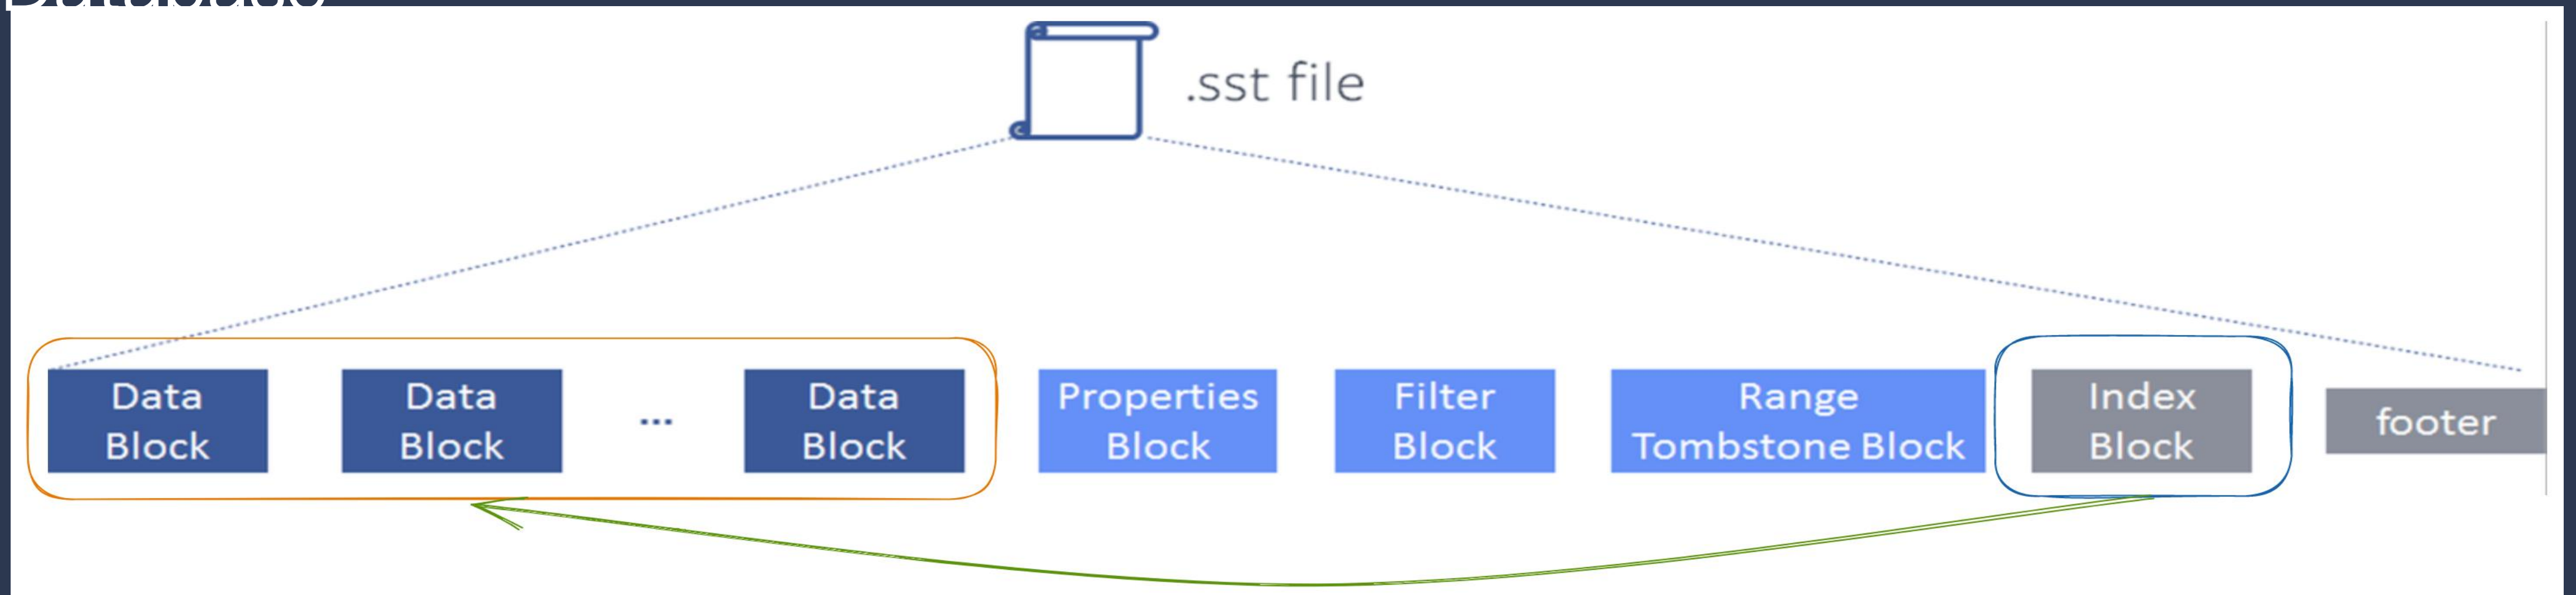 .sst file
Data
Block
Data
Block
...
Data
Block
Properties
Block
Filter
Block
Range
Tombstone Block
Index
Block
footer